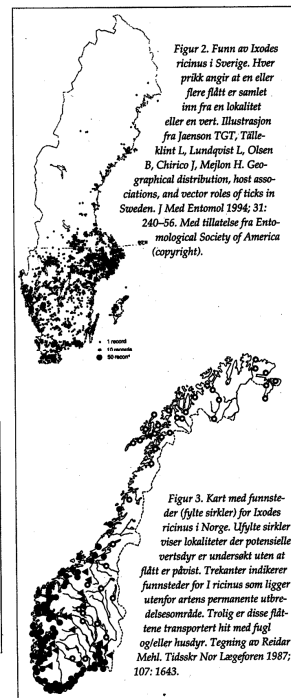 Figur 2. Funn av Ixodes
ricinus i Sverige. Hver
prikk angir at en eller
flere flått er samlet
inn fra en lokalitet
eller en vert. Illustrasjon
fra Jaenson TGT, Tälle-
klint L, Lundqvist L, Olsen
B, Chirico J, Mejlon H. Geo-
graphical distribution, host asso-
ciations, and vector roles of ticks in
Sweden. J Med Entomol 1994; 31:
240–56. Med tillatelse fra Ento-
mological Society of America
(copyright).
1 record
10 records
50 recor
Figur 3. Kart med funnste-
der (fylte sirkler) for Ixodes
ricinus i Norge. Ufylte sirkler
viser lokaliteter der potensielle
vertsdyr er undersøkt uten at
flått er påvist. Trekanter indikerer
funnsteder for I ricinus som ligger
utenfor artens permanente utbre-
delsesområde. Trolig er disse flåt-
tene transportert hit med fugl
og/eller husdyr. Tegning av Reidar
Mehl. Tidsskr Nor Lægeforen 1987;
107: 1643.